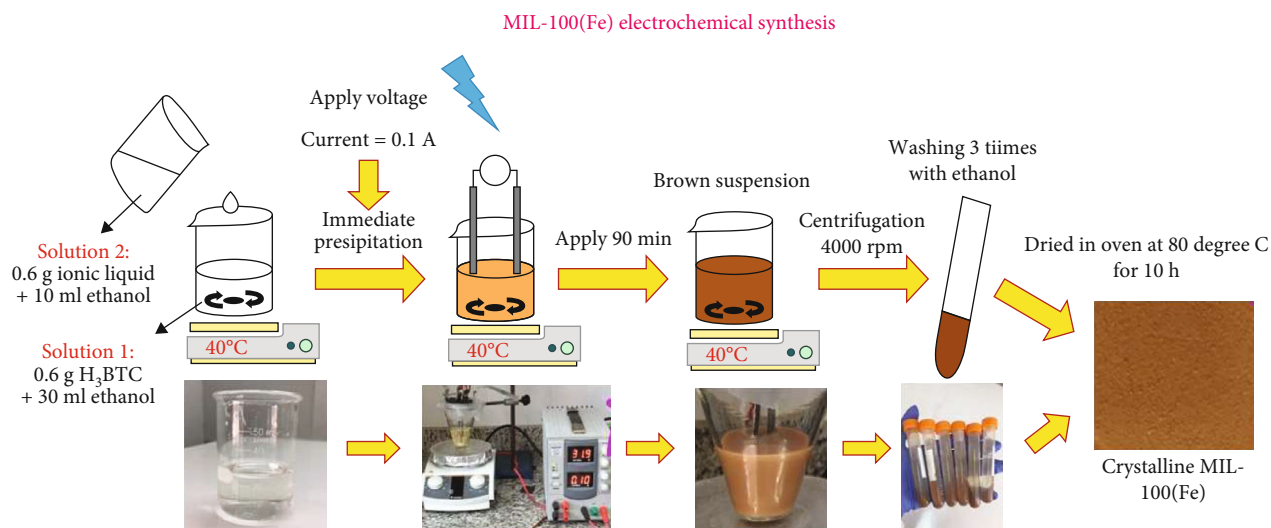 MIL-100(Fe) electrochemical synthesis
Apply voltage
Current = 0.1 A
Immediate
presipitation
Solution 2:
0.6 g ionic liquid
+ 10 ml ethanol
Solution 1:
0.6 g H₃BTC
+ 30 ml ethanol
40°C
40°C
Apply 90 min
Brown suspension
40°C
Centrifugation
4000 rpm
Washing 3 tiimes
with ethanol
Dried in oven at 80 degree C
for 10 h
50
31.9
0.10
Crystalline MIL-
100(Fe)